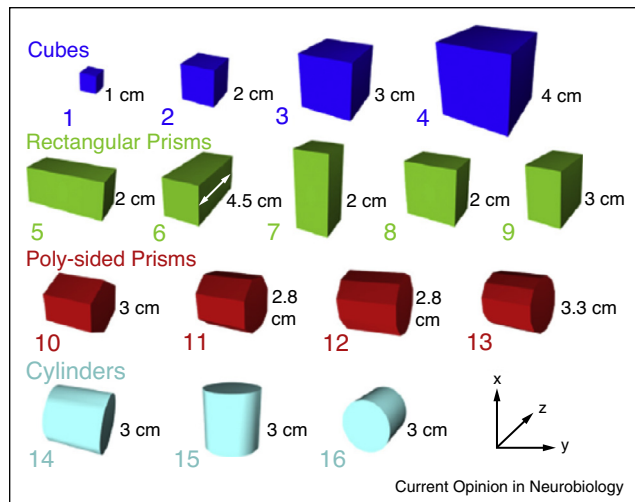 Cubes
1 cm
2 cm
3 cm
4 cm
1
2
3
4
Rectangular Prisms
2 cm
4.5 cm
2 cm
2 cm
3 cm
5
6
7
8
9
Poly-sided Prisms
3 cm
2.8
cm
2.8
cm
3.3 cm
10
11
12
13
Cylinders
3 cm
3 cm
3 cm
14
15
16
x
z
y
Current Opinion in Neurobiology